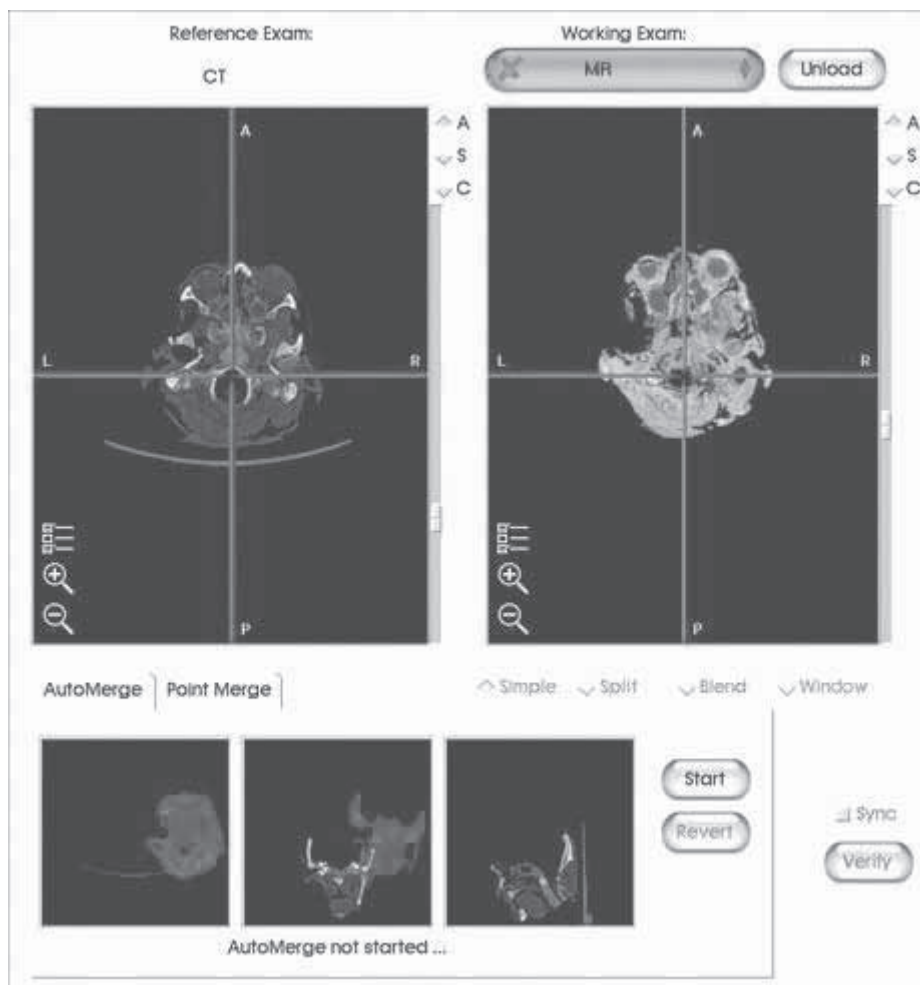 Reference Exam:
CT
Working Exam:
MR
Unload
A
L
R
P
A
S
C
A
L
R
P
A
S
C
AutoMerge
Point Merge
Simple
Split
Blend
Window
Start
Revert
Sync
Verify
AutoMerge not started ...